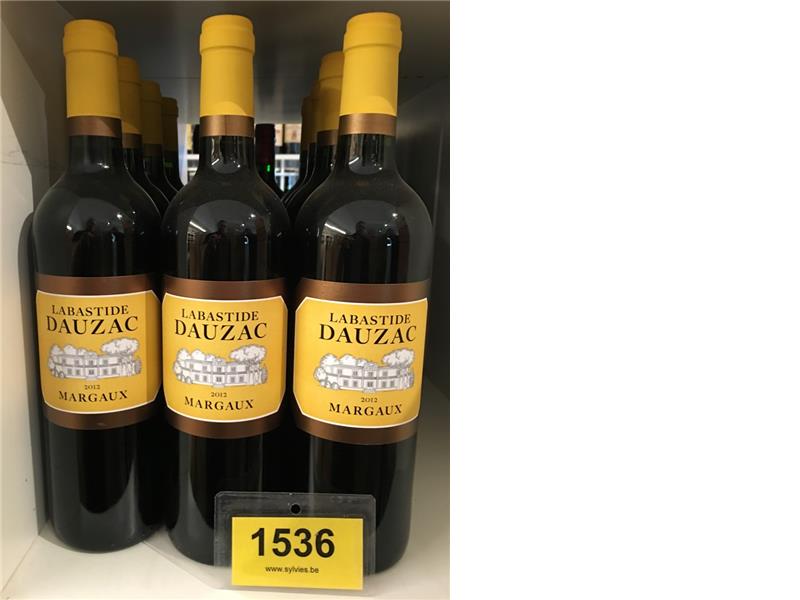 LABASTIDE
DAUZAC
2012
MARGAUX
LABASTIDE
DAUZAC
2012
MARGAUX
LABASTIDE
DAUZAC
2012
MARGAUX
1536
www.sylvies.be